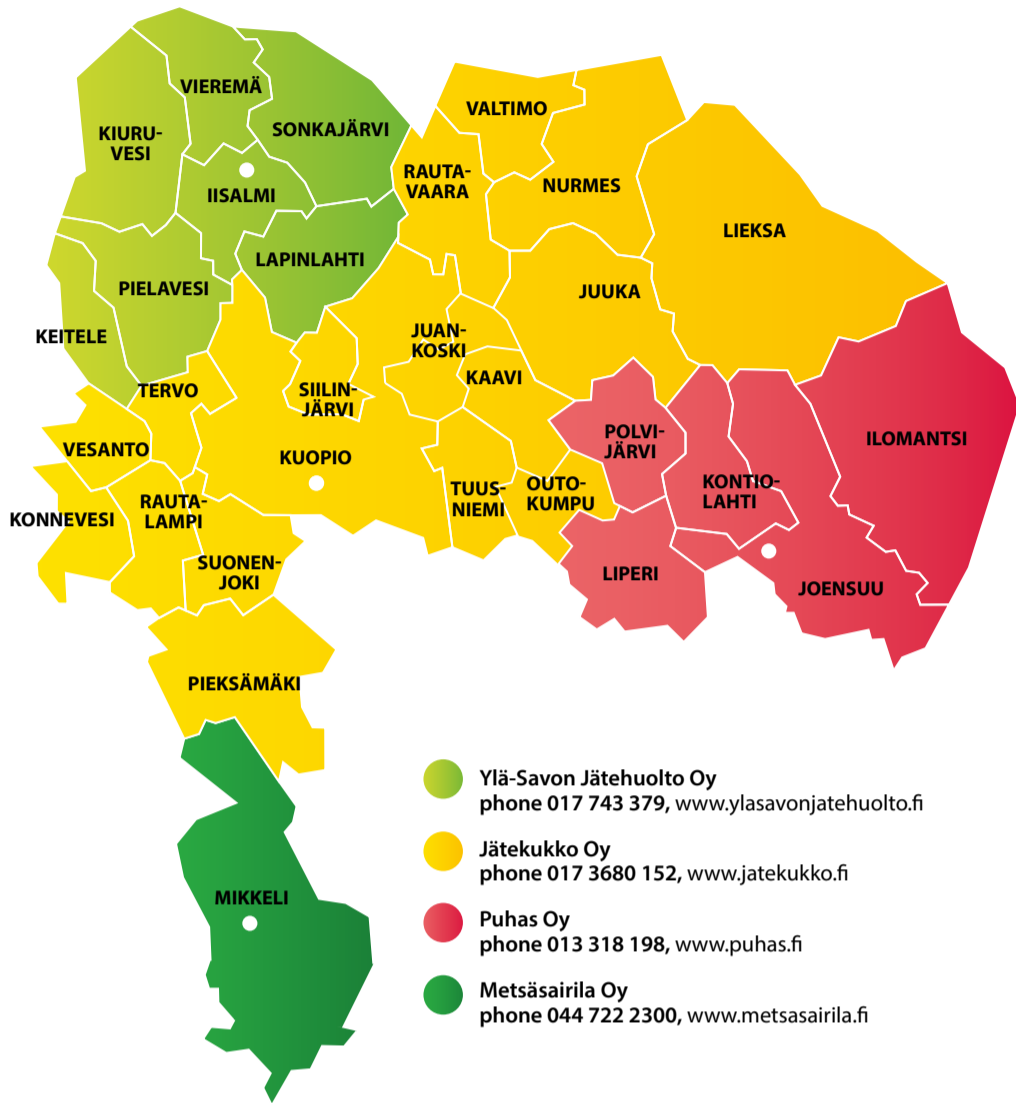 VIEREMÄ
VALTIMO
KIURU-
VESI
SONKAJÄRVI
RAUTA-
VAARA
NURMES
IISALMI
LIEKSA
LAPINLAHTI
PIELAVESI
JUUKA
KEITELE
JUAN-
KOSKI
KAAVI
TERVO
SIILIN-
JÄRVI
POLVI-
JÄRVI
ILOMANTSI
VESANTO
KUOPIO
KONTIO-
LAHTI
OUTO-
KUMPU
TUUS-
NIEMI
RAUTA-
LAMPI
KONNEVESI
SUONEN-
JOKI
LIPERI
JOENSUU
PIEKSÄMÄKI
MIKKELI
Ylä-Savon Jätehuolto Oy
phone 017 743 379, www.ylasavonjatehuolto.fi
Jätekukko Oy
phone 017 3680 152, www.jatekukko.fi
Puhas Oy
phone 013 318 198, www.puhas.fi
Metsäsairila Oy
phone 044 722 2300, www.metsasairila.fi